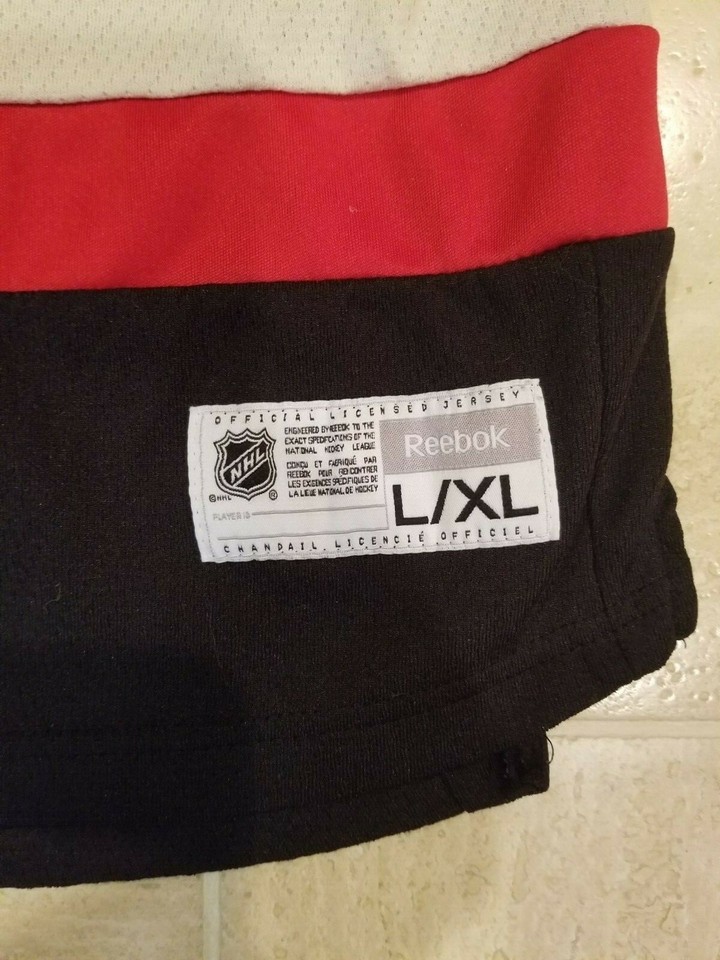 OFFICIAL LICENSED JERSEY
ENGINEERED BY REEBOK TO THE
EXACT SPECIFICATIONS OF THE
NATIONAL HOCKEY LEAGUE
CONÇU ET FABRIQUÉ PAR
REEBOK POUR RENCONTRER
LES EXIGENCES SPÉCIFIQUES DE
LA LIGUE NATIONALE DE HOCKEY
NHL
©NHL ®
PLAYER ID
Reebok
L/XL
CHANDAIL LICENCIÉ OFFICIEL